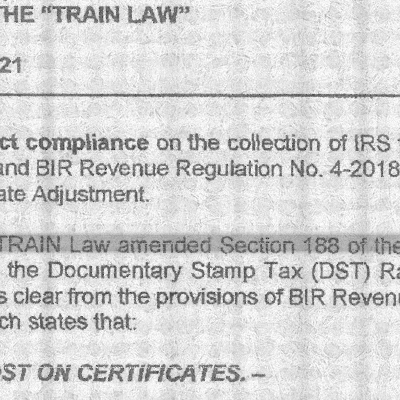 THE “TRAIN LAW”
21
ct compliance on the collection of IRS
and BIR Revenue Regulation No. 4-2018
ate Adjustment.
TRAIN Law amended Section 188 of the
the Documentary Stamp Tax (DST) Ra
s clear from the provisions of BIR Revenu
ch states that:
ST ON CERTIFICATES. –